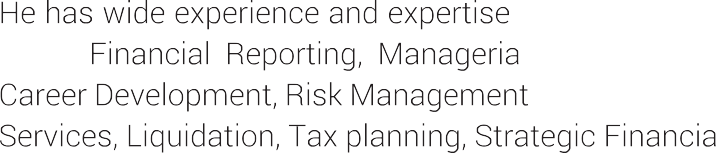 He has wide experience and expertise
Financial Reporting, Manageria
Career Development, Risk Management
Services, Liquidation, Tax planning, Strategic Financia